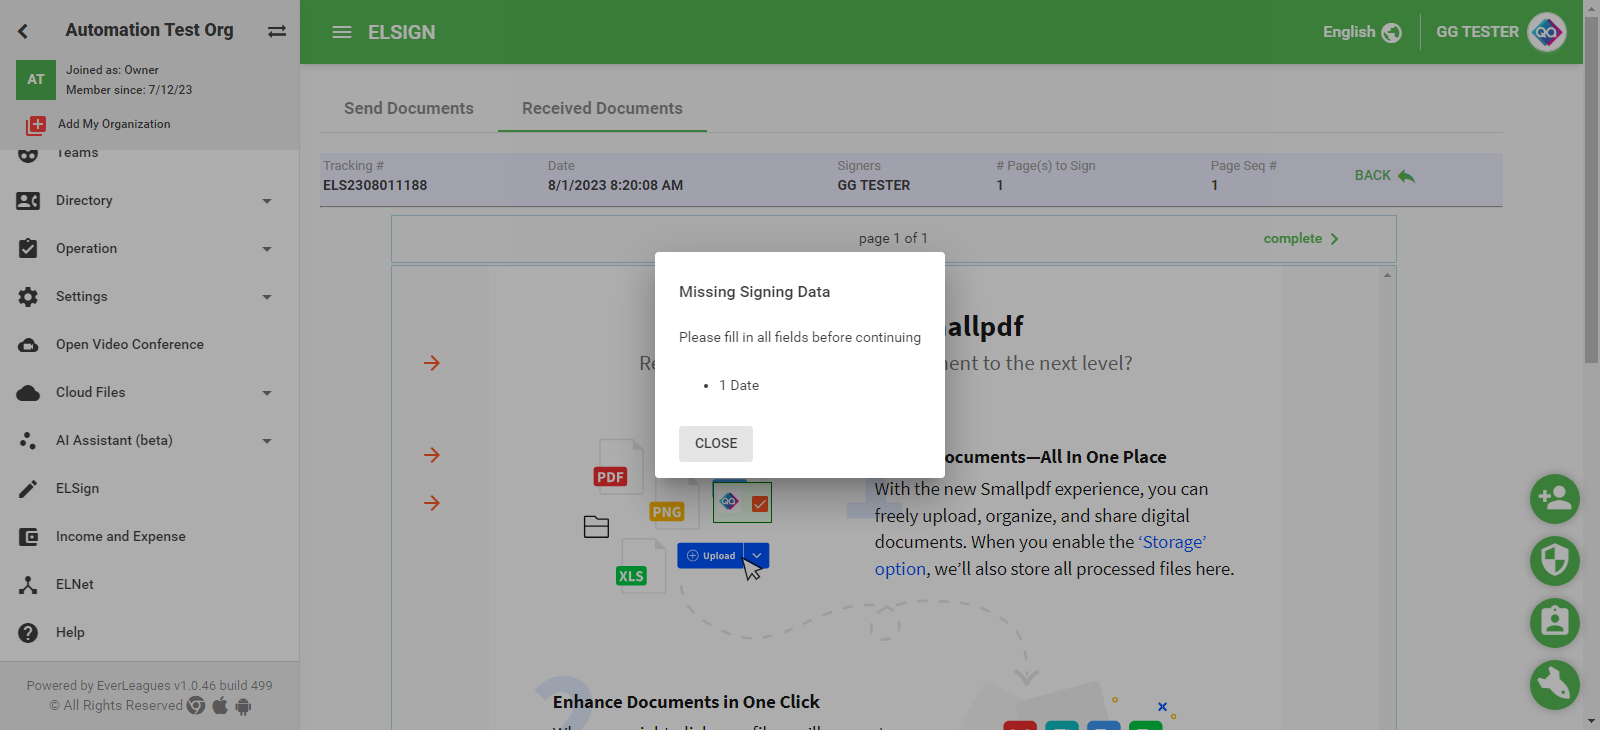 Automation Test Org
AT
Joined as: Owner
Member since: 7/12/23
Add My Organization
Teams
Directory
Operation
Settings
Open Video Conference
Cloud Files
AI Assistant (beta)
ELSign
Income and Expense
ELNet
Help
Powered by EverLeagues v1.0.46 build 499
© All Rights Reserved
ELSIGN
English
GG TESTER
QA
Send Documents
Received Documents
Tracking #
ELS2308011188
Date
8/1/2023 8:20:08 AM
Signers
GG TESTER
# Page(s) to Sign
1
Page Seq #
1
BACK
page 1 of 1
complete
Missing Signing Data
Please fill in all fields before continuing
• 1 Date
CLOSE
allpdf
Re
ent to the next level?
PDF
PNG
QA
Upload
XLS
1
ocuments—All In One Place
With the new Smallpdf experience, you can
freely upload, organize, and share digital
documents. When you enable the ‘Storage’
option, we’ll also store all processed files here.
2
Enhance Documents in One Click